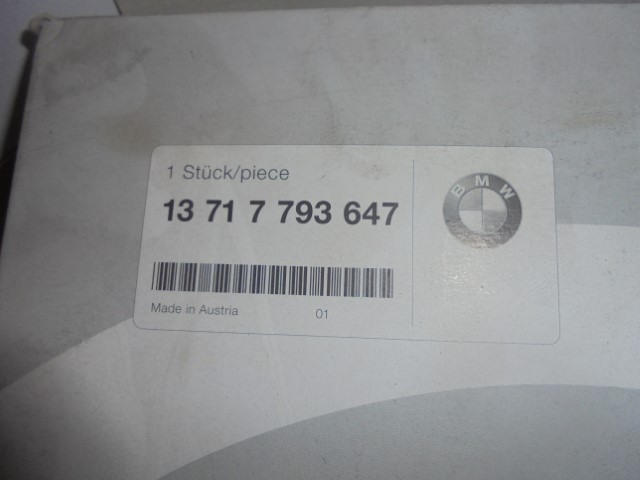 1 Stück/piece
13 71 7 793 647
BMW
Made in Austria 01